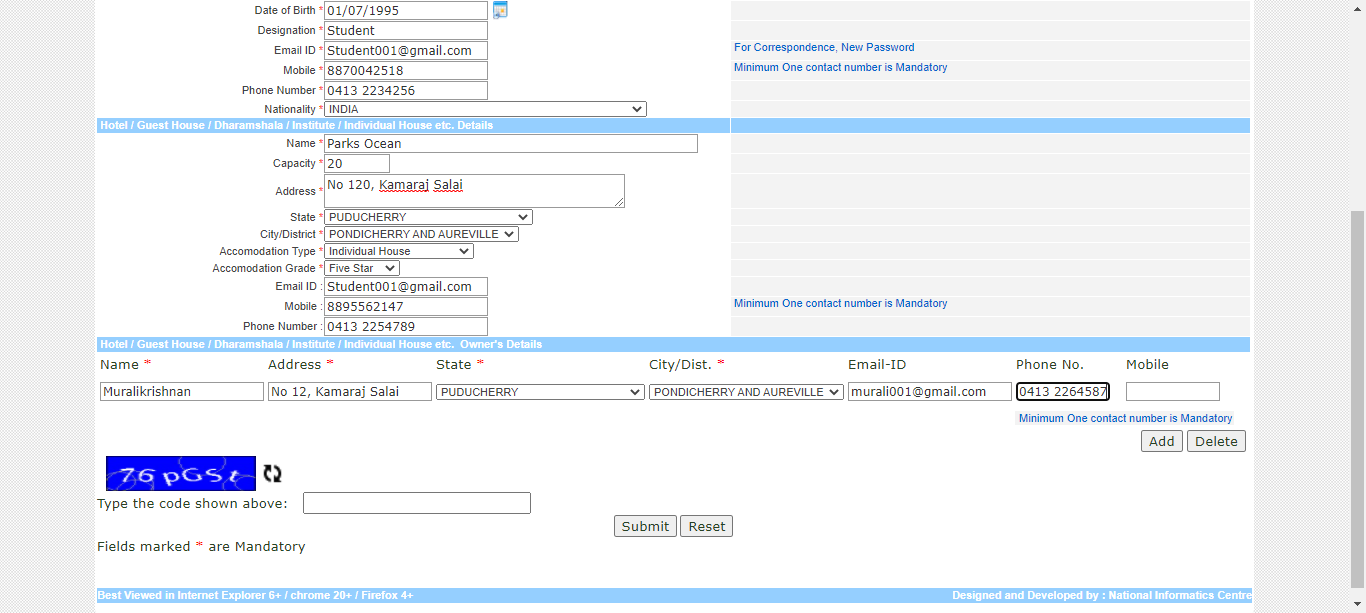 Date of Birth * 01/07/1995
Designation * Student
Email ID * Student001@gmail.com For Correspondence, New Password
Mobile * 8870042518 Minimum One contact number is Mandatory
Phone Number * 0413 2234256
Nationality * INDIA
Hotel / Guest House / Dharamshala / Institute / Individual House etc. Details
Name * Parks Ocean
Capacity * 20
Address * No 120, Kamaraj Salai
State * PUDUCHERRY
City/District * PONDICHERRY AND AUREVILLE
Accomodation Type * Individual House
Accomodation Grade * Five Star
Email ID : Student001@gmail.com
Mobile : 8895562147 Minimum One contact number is Mandatory
Phone Number : 0413 2254789
Hotel / Guest House / Dharamshala / Institute / Individual House etc. Owner's Details
Name * Address * State * City/Dist. * Email-ID Phone No. Mobile
Muralikrishnan No 12, Kamaraj Salai PUDUCHERRY PONDICHERRY AND AUREVILLE murali001@gmail.com 0413 2264587
Minimum One contact number is Mandatory
Add Delete
76pGSt
Type the code shown above:
Submit Reset
Fields marked * are Mandatory
Best Viewed in Internet Explorer 6+ / chrome 20+ / Firefox 4+ Designed and Developed by : National Informatics Centre